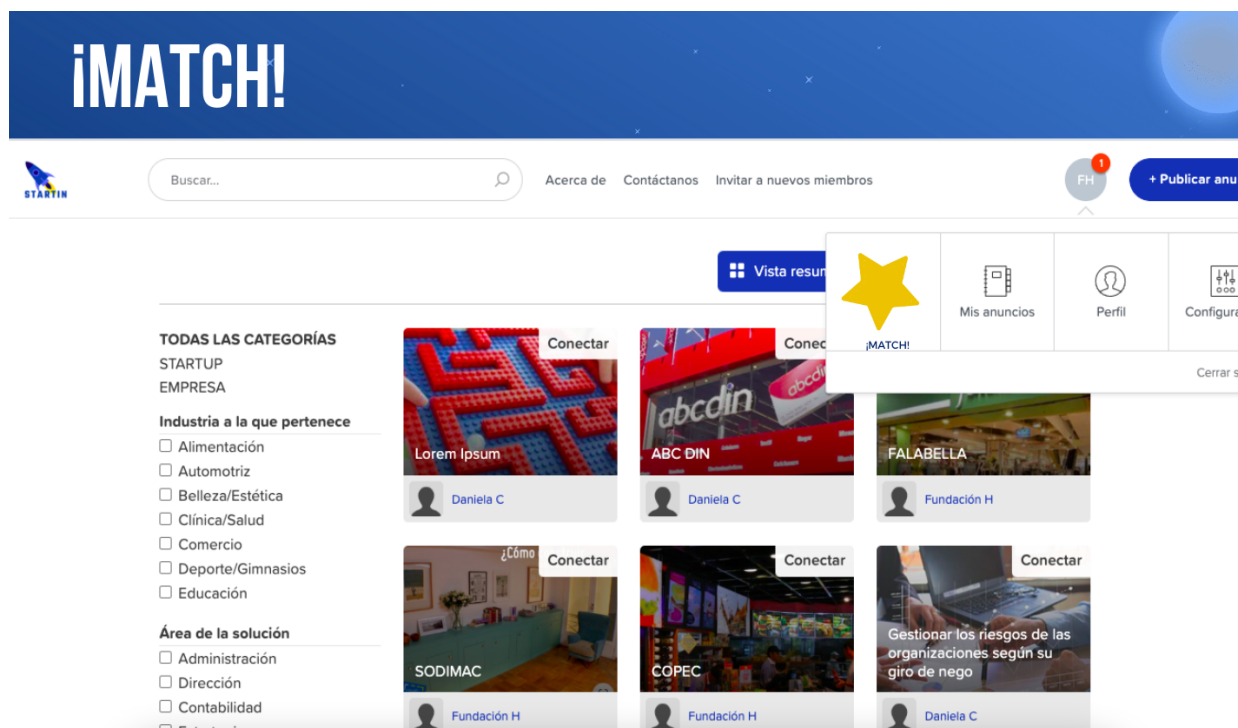 ¡MATCH!
STARTIN
Buscar...
Acerca de
Contáctanos
Invitar a nuevos miembros
FH
1
+ Publicar anu
Vista resum
¡MATCH!
Mis anuncios
Perfil
Configura
Cerrar s
TODAS LAS CATEGORÍAS
STARTUP
EMPRESA
Industria a la que pertenece
Alimentación
Automotriz
Belleza/Estética
Clínica/Salud
Comercio
Deporte/Gimnasios
Educación
Área de la solución
Administración
Dirección
Contabilidad
Conectar
Lorem Ipsum
Daniela C
Conec
abcdin
abcdi
ABC DIN
Daniela C
FALABELLA
Fundación H
¿Cómo
Conectar
SODIMAC
Fundación H
Conectar
COPEC
Fundación H
Conectar
Gestionar los riesgos de las
organizaciones según su
giro de nego
Daniela C